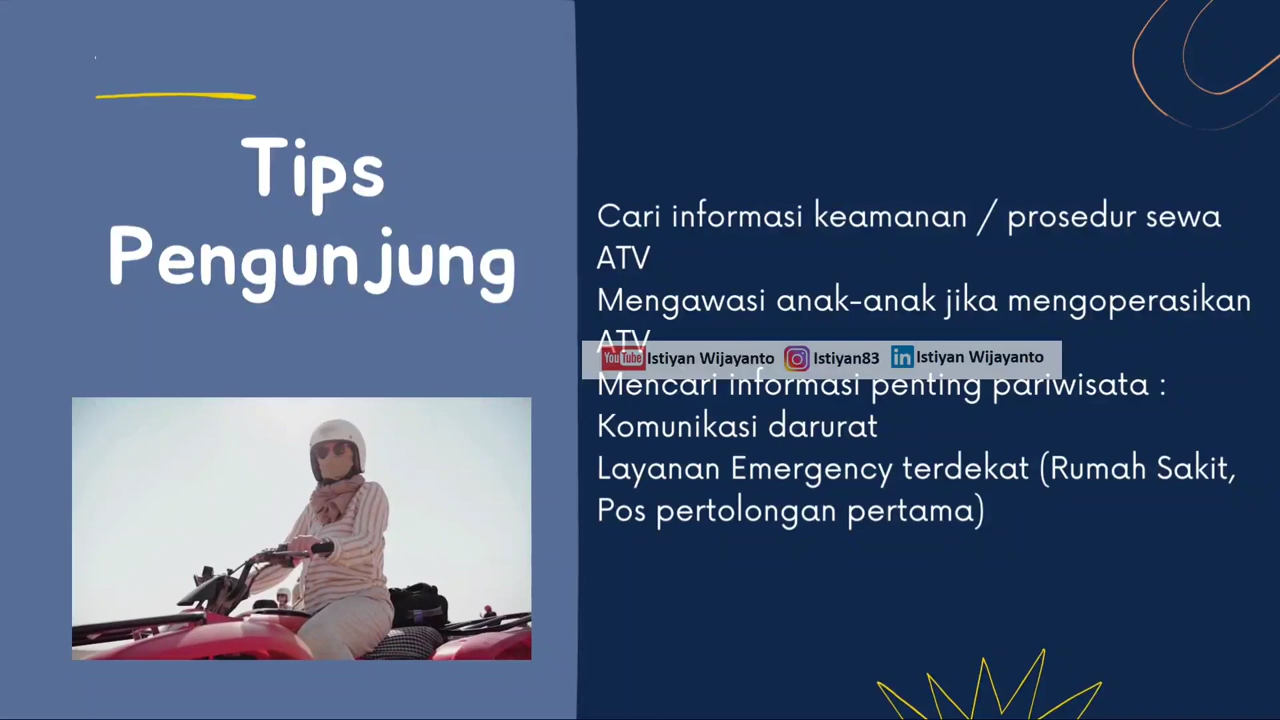 Tips
Pengunjung
Cari informasi keamanan / prosedur sewa
ATV
Mengawasi anak-anak jika mengoperasikan
ATV
YouTube Istiyan Wijayanto Istiyan83 in Istiyan Wijayanto
Mencari informasi penting pariwisata :
Komunikasi darurat
Layanan Emergency terdekat (Rumah Sakit,
Pos pertolongan pertama)